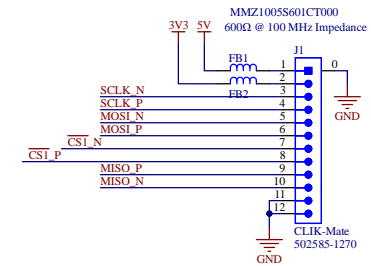 MMZ1005S601CT000
600Ω @ 100 MHz Impedance
3V3 5V
J1
FB1
1 0
2
FB2
SCLK_N 3
SCLK_P 4
GND
MOSI_N 5
MOSI_P 6
CS1_N 7
CS1_P 8
MISO_P 9
MISO_N 10
11
12
CLIK-Mate
502585-1270
GND